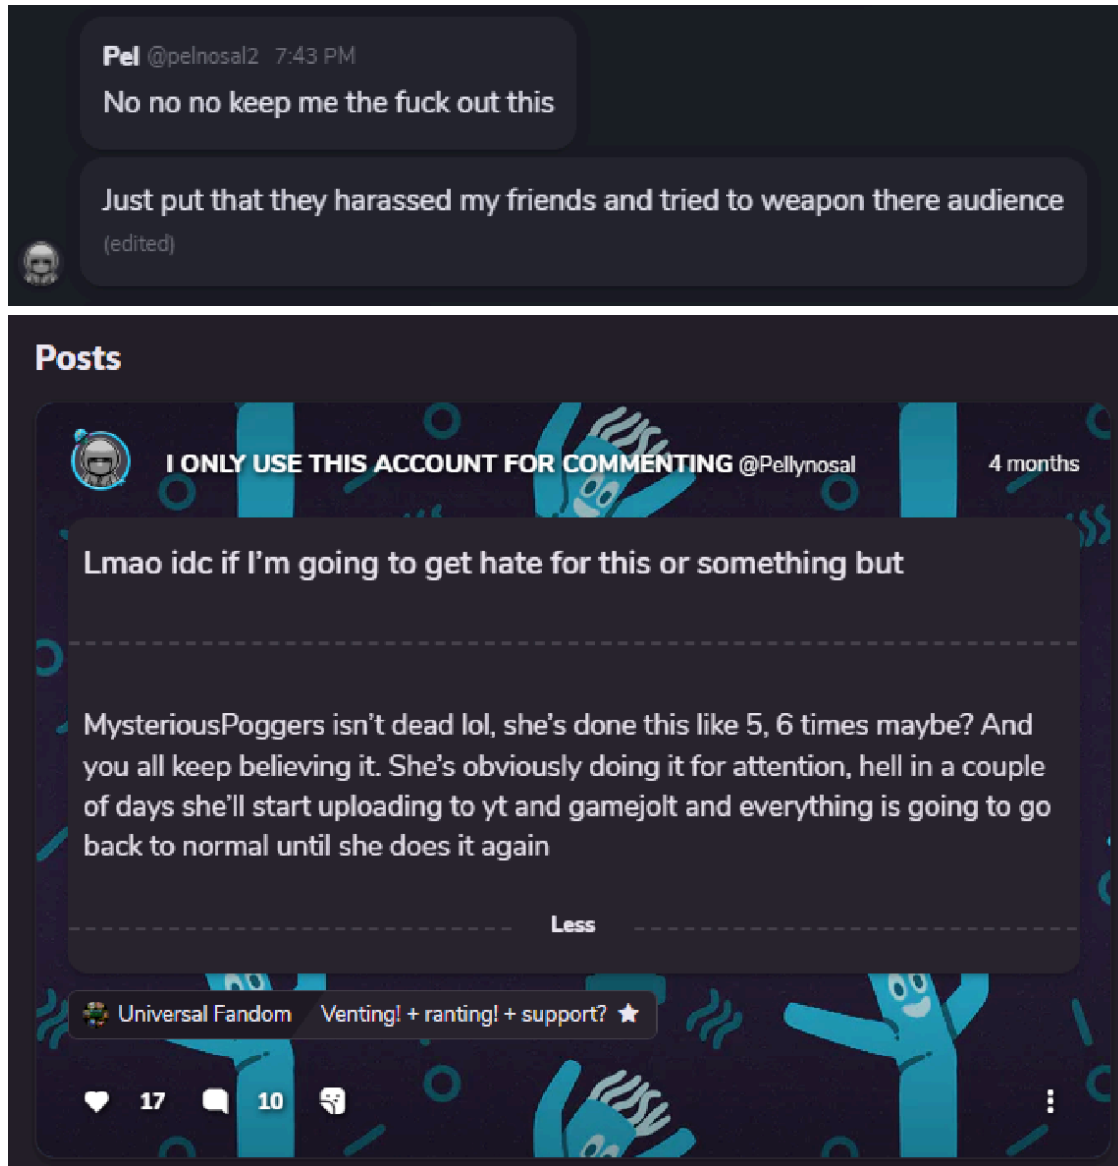 Pel @pelnosal2 7:43 PM
No no no keep me the fuck out this
Just put that they harassed my friends and tried to weapon there audience
(edited)
Posts
I ONLY USE THIS ACCOUNT FOR COMMENTING @Pellynosal 4 months
Lmao idc if I'm going to get hate for this or something but
MysteriousPoggers isn't dead lol, she's done this like 5, 6 times maybe? And
you all keep believing it. She's obviously doing it for attention, hell in a couple
of days she'll start uploading to yt and gamejolt and everything is going to go
back to normal until she does it again
Less
Universal Fandom Venting! + ranting! + support?
17 10